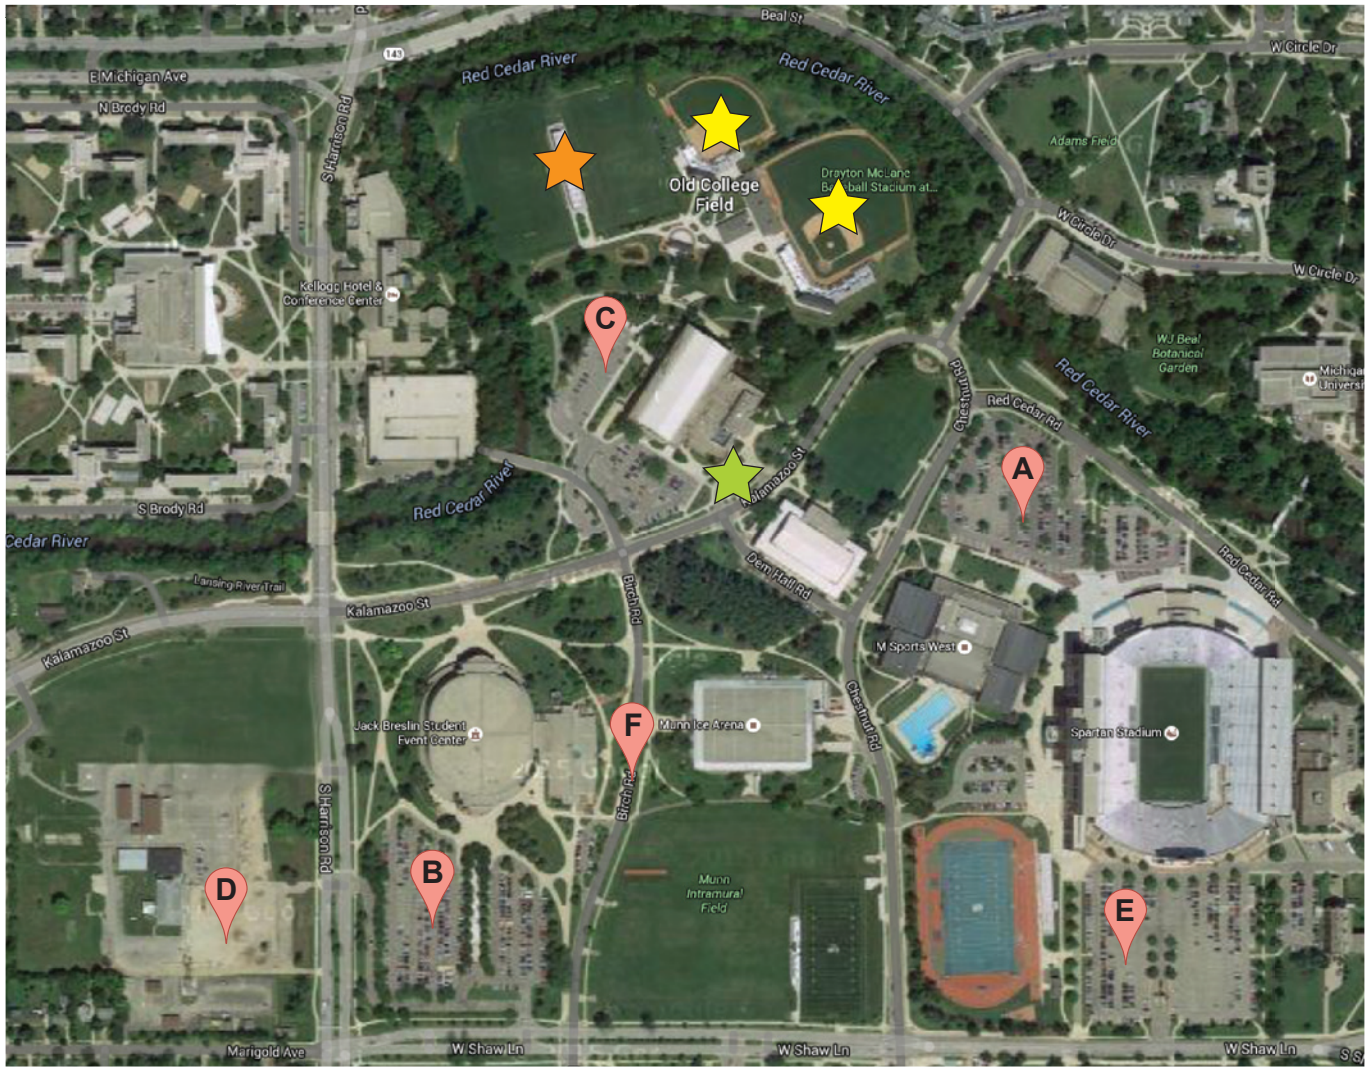 Beal St
W Circle Dr
143
Red Cedar River
Red Cedar River
E Michigan Ave
N Brody Rd
S Harrison Rd
Adams Field
Drayton McLane
Baseball Stadium at...
Old College
Field
W Circle Dr
W Circle Dr
Kellogg Hotel &
Conference Center
C
WJ Beal
Botanical
Garden
Red Cedar River
Michigan
Univers
Chestnut Rd
Red Cedar Rd
A
Kalamazoo St
Red Cedar River
S Brody Rd
Cedar River
Lansing River Trail
Dem Hall Rd
Red Cedar Rd
Birch Rd
Kalamazoo St
Kalamazoo St
M Sports West
Chestnut Rd
F
Jack Breslin Student
Event Center
Munn Ice Arena
Spartan Stadium
Birch Rd
S Harrison Rd
B
D
Munn
Intramural
Field
E
Marigold Ave
W Shaw Ln
W Shaw Ln
W Shaw Ln